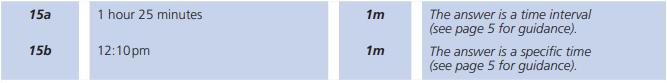 15a 1 hour 25 minutes 1m The answer is a time interval
(see page 5 for guidance).
15b 12:10pm 1m The answer is a specific time
(see page 5 for guidance).